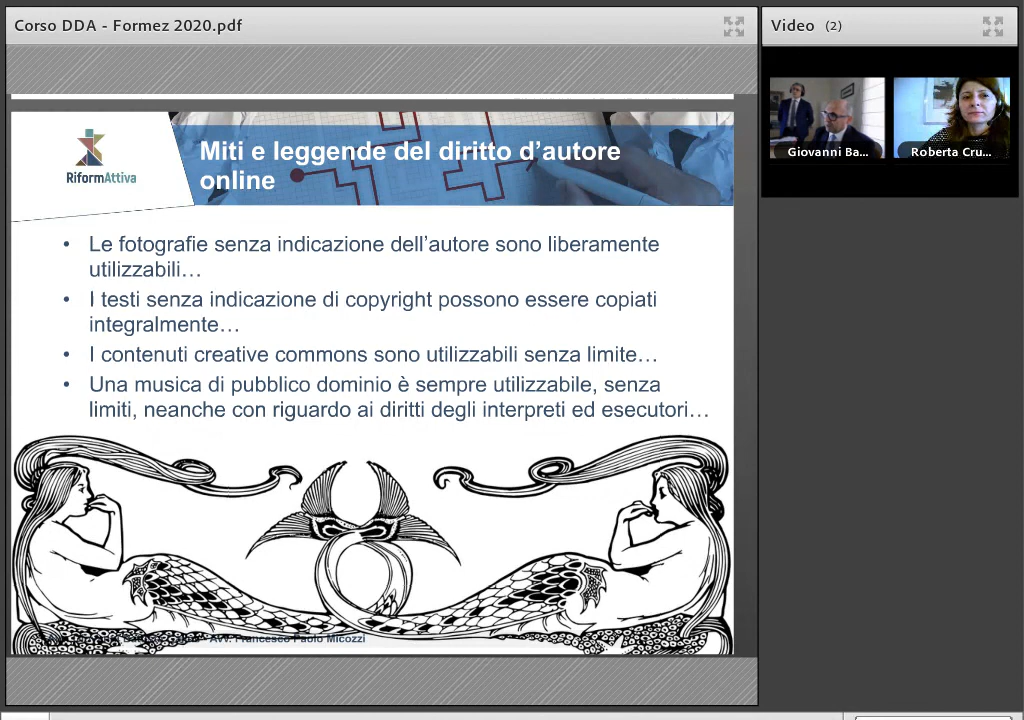 Corso DDA - Formez 2020.pdf
Video (2)
Giovanni Ba...
Roberta Cru...
RiformAttiva
Miti e leggende del diritto d’autore
online
• Le fotografie senza indicazione dell’autore sono liberamente
utilizzabili…
• I testi senza indicazione di copyright possono essere copiati
integralmente…
• I contenuti creative commons sono utilizzabili senza limite…
• Una musica di pubblico dominio è sempre utilizzabile, senza
limiti, neanche con riguardo ai diritti degli interpreti ed esecutori…
- Avv. Francesco Paolo Micozzi